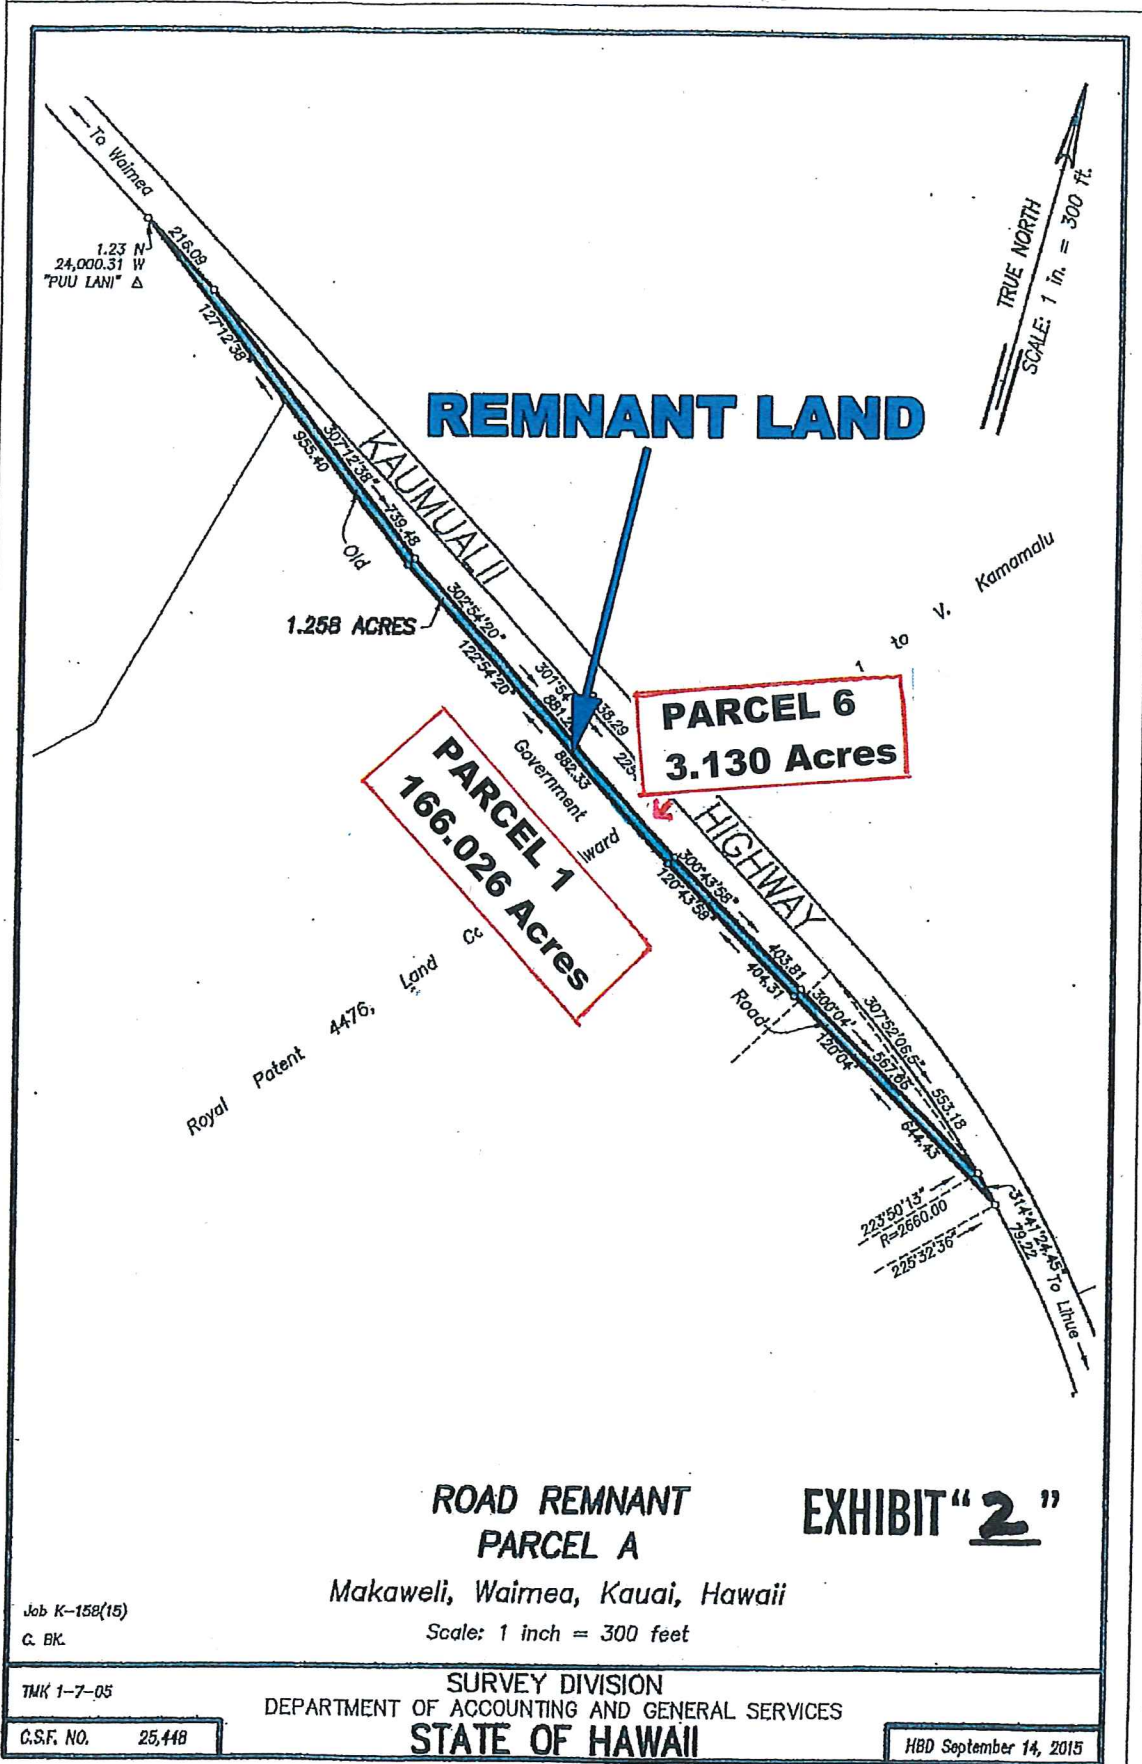 To Waimea
1.23 N
24,000.31 W
"PUU LANI" Δ
216.09
127°12'38"
955.40
307°12'38"
739.48
Old
KAUMUALII
REMNANT LAND
TRUE NORTH
SCALE: 1 in. = 300 ft.
1.258 ACRES
302°54'20"
122°54'20"
301°54'
881.2
38.29
225°
882.33
Government
1 to V. Kamamalu
PARCEL 6
3.130 Acres
PARCEL 1
166.026 Acres
ward
HIGHWAY
300°43'58"
120°43'58"
403.81
404.31
Road
300°04'
120°04'
567.65
644.43
307°52'06.5"
553.18
Royal Patent 4476, Land Co
223°50'13"
R=2660.00
225°32'36"
314°41'24.45"
79.22
To Lihue
ROAD REMNANT
PARCEL A
EXHIBIT "2"
Makaweli, Waimea, Kauai, Hawaii
Scale: 1 inch = 300 feet
Job K-158(15)
C. BK.
TMK 1-7-05
SURVEY DIVISION
DEPARTMENT OF ACCOUNTING AND GENERAL SERVICES
STATE OF HAWAII
C.S.F. NO. 25,448
HBD September 14, 2015